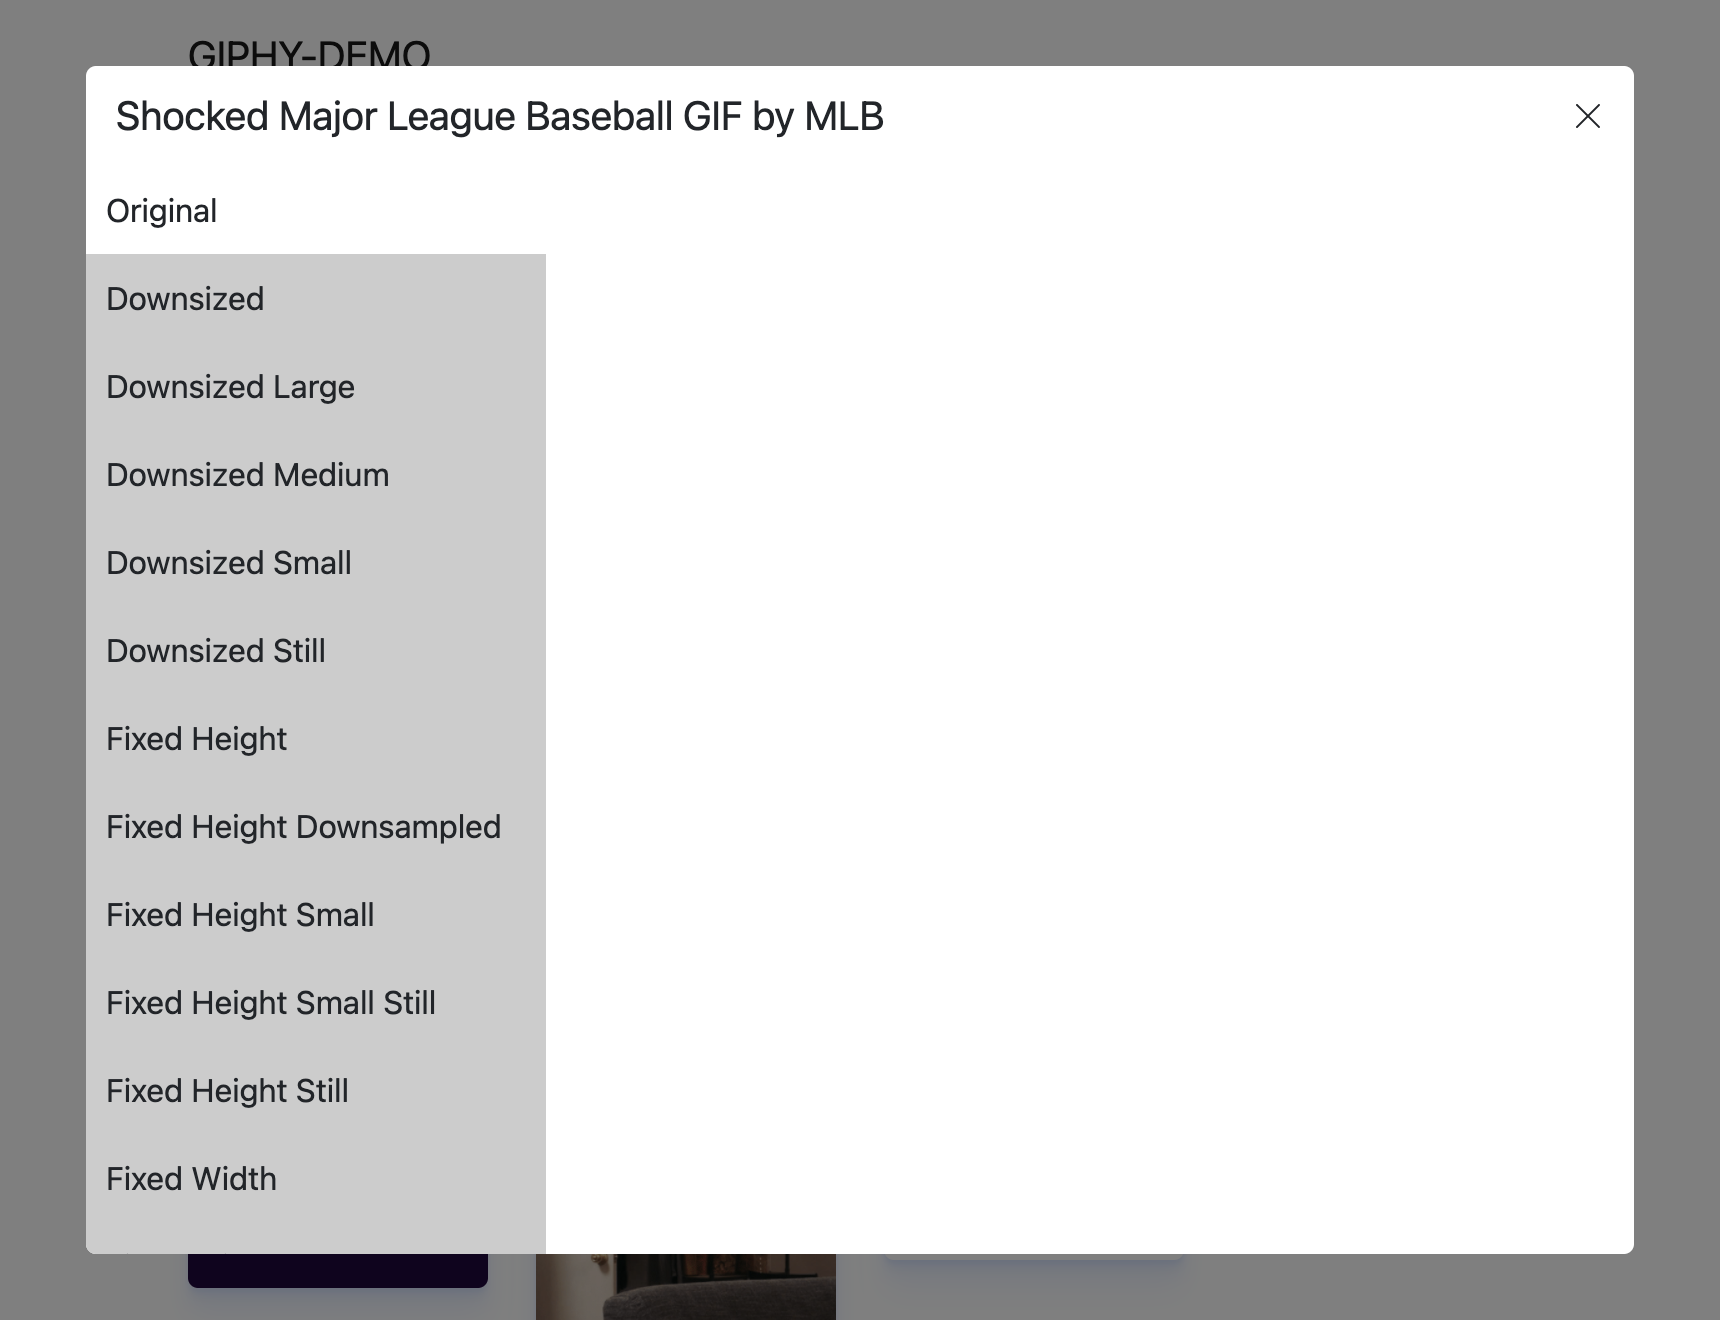 GIPHY-DEMO
Shocked Major League Baseball GIF by MLB
Original
Downsized
Downsized Large
Downsized Medium
Downsized Small
Downsized Still
Fixed Height
Fixed Height Downsampled
Fixed Height Small
Fixed Height Small Still
Fixed Height Still
Fixed Width